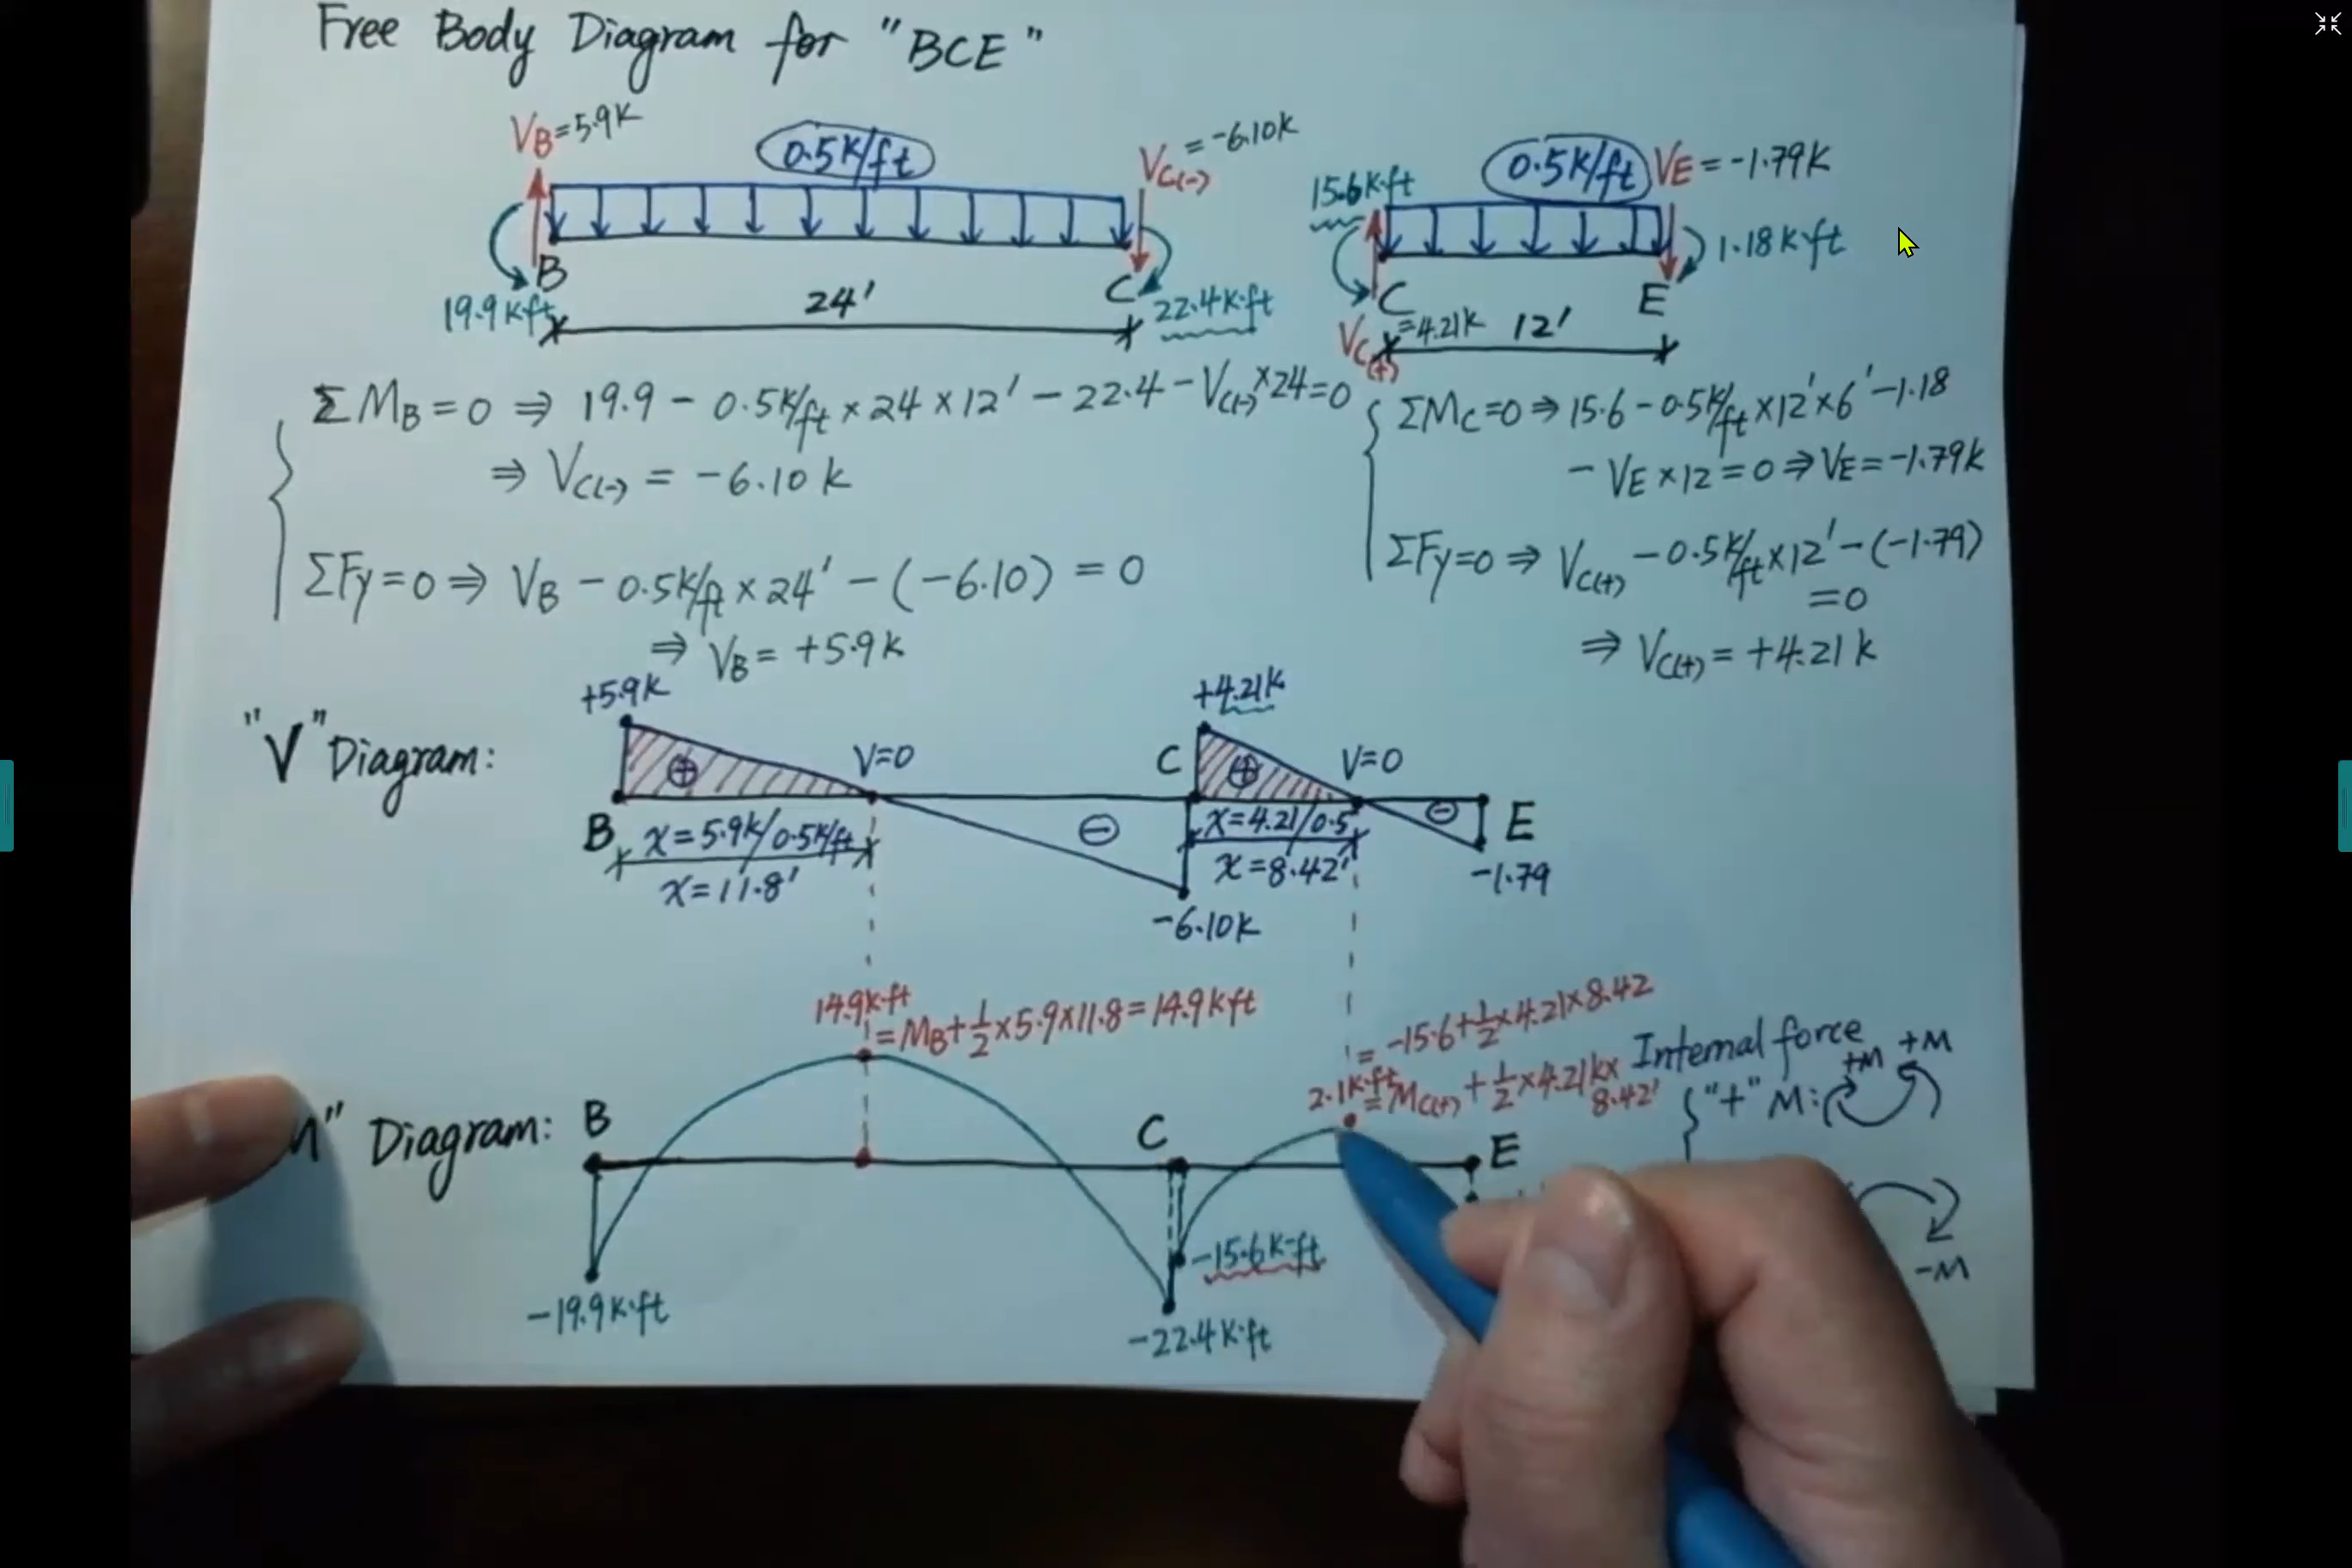 Free Body Diagram for "BCE"
VB=5.9K
0.5K/ft
VC(-) = -6.10K
B
C
19.9K·ft
24'
22.4K·ft
15.6K·ft
0.5K/ft
VE = -1.79K
1.18K·ft
C
E
VC(+) =4.21K
12'
ΣMB=0 ⇒ 19.9 - 0.5K/ft × 24 × 12' - 22.4 - VC(-)×24=0
⇒ VC(-) = -6.10 K
ΣFy=0 ⇒ VB - 0.5K/ft × 24' - (-6.10) = 0
⇒ VB = +5.9K
ΣMC=0 ⇒ 15.6 - 0.5K/ft ×12'×6' -1.18
- VE ×12 = 0 ⇒ VE = -1.79K
ΣFy=0 ⇒ VC(+) - 0.5K/ft ×12' - (-1.79)
=0
⇒ VC(+) = +4.21 K
"V" Diagram:
+5.9K
V=0
+4.21K
C
V=0
⊕
⊖
⊕
⊖
B
x = 5.9K/0.5K/ft
x = 11.8'
x=4.21/0.5
x = 8.42'
E
-1.79
-6.10K
14.9K·ft
= MB + 1/2 ×5.9×11.8 = 14.9K·ft
= -15.6+1/2×4.21×8.42
2.1K·ft
= MC(+) + 1/2 ×4.21K×
8.42'
Internal force
"+" M:
+M
+M
-M
" Diagram:
B
C
E
-19.9K·ft
-15.6K·ft
-22.4K·ft